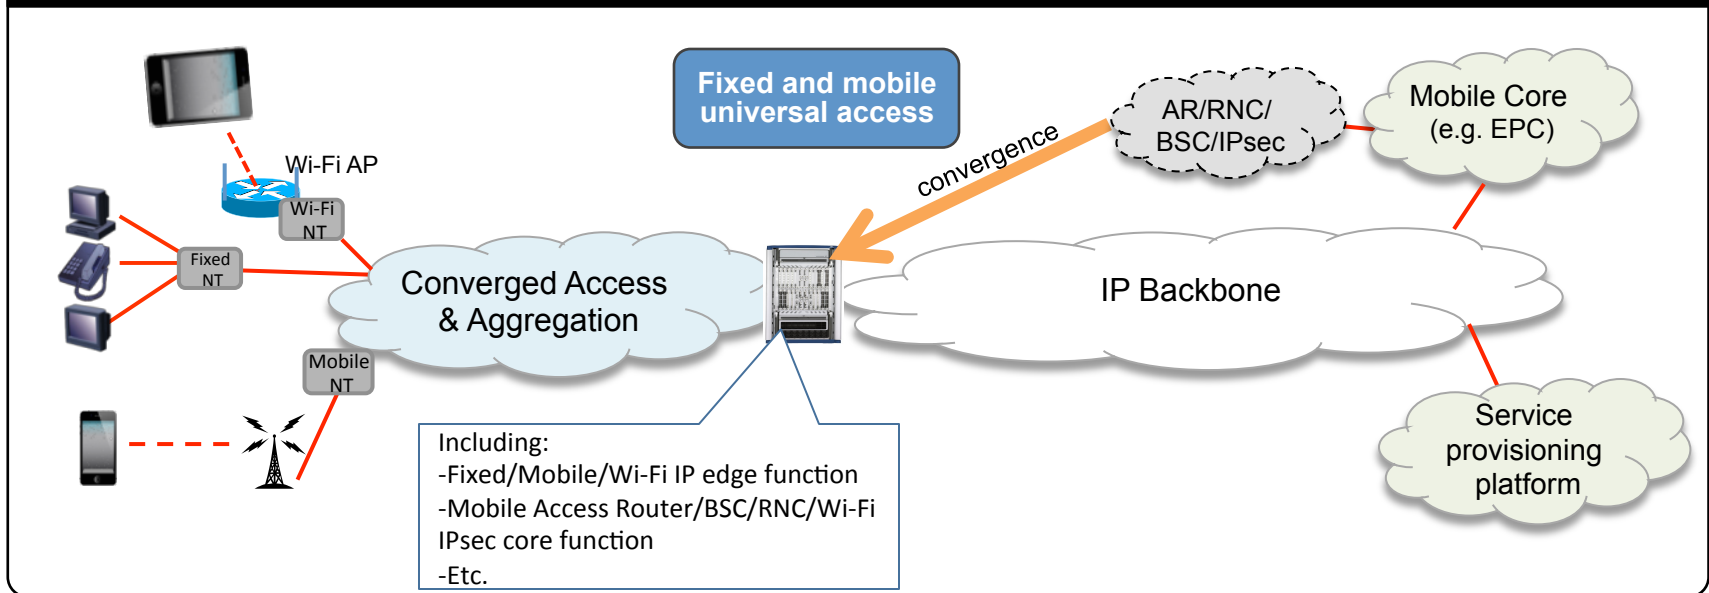 Fixed and mobile
universal access
AR/RNC/
BSC/IPsec
Mobile Core
(e.g. EPC)
convergence
Wi-Fi AP
Wi-Fi
NT
Fixed
NT
Converged Access
& Aggregation
IP Backbone
Mobile
NT
Including:
-Fixed/Mobile/Wi-Fi IP edge function
-Mobile Access Router/BSC/RNC/Wi-Fi
IPsec core function
-Etc.
Service
provisioning
platform